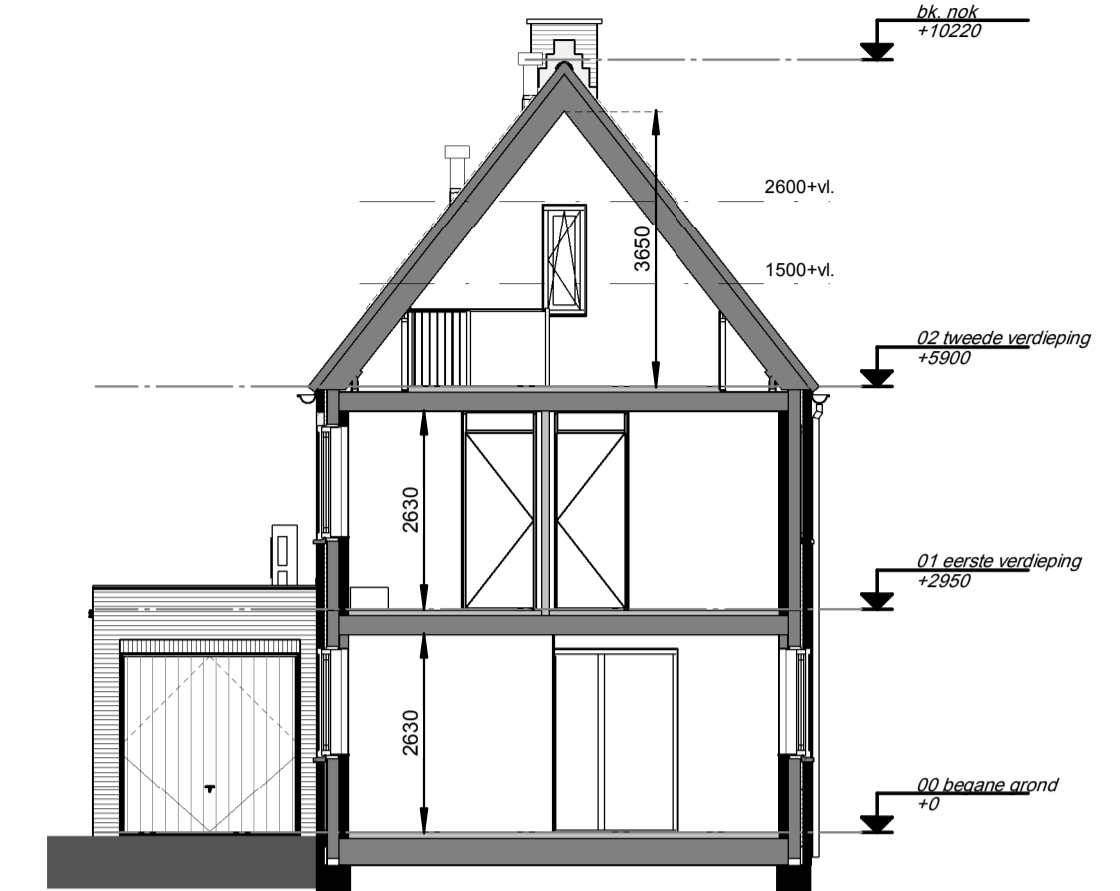 bk. nok
+10220
2600+vl.
3650
1500+vl.
02 tweede verdieping
+5900
2630
01 eerste verdieping
+2950
2630
00 begane grond
+0